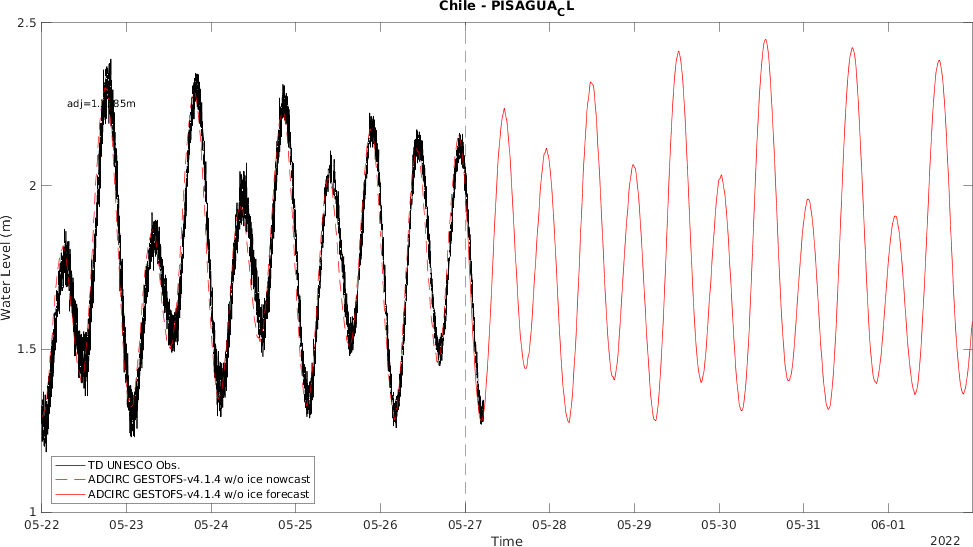 Chile - PISAGUA_CL
2.5
adj=1.
85m
2
Water Level (m)
1.5
TD UNESCO Obs.
ADCIRC GESTOFS-v4.1.4 w/o ice nowcast
ADCIRC GESTOFS-v4.1.4 w/o ice forecast
1
05-22 05-23 05-24 05-25 05-26 05-27 05-28 05-29 05-30 05-31 06-01
Time
2022